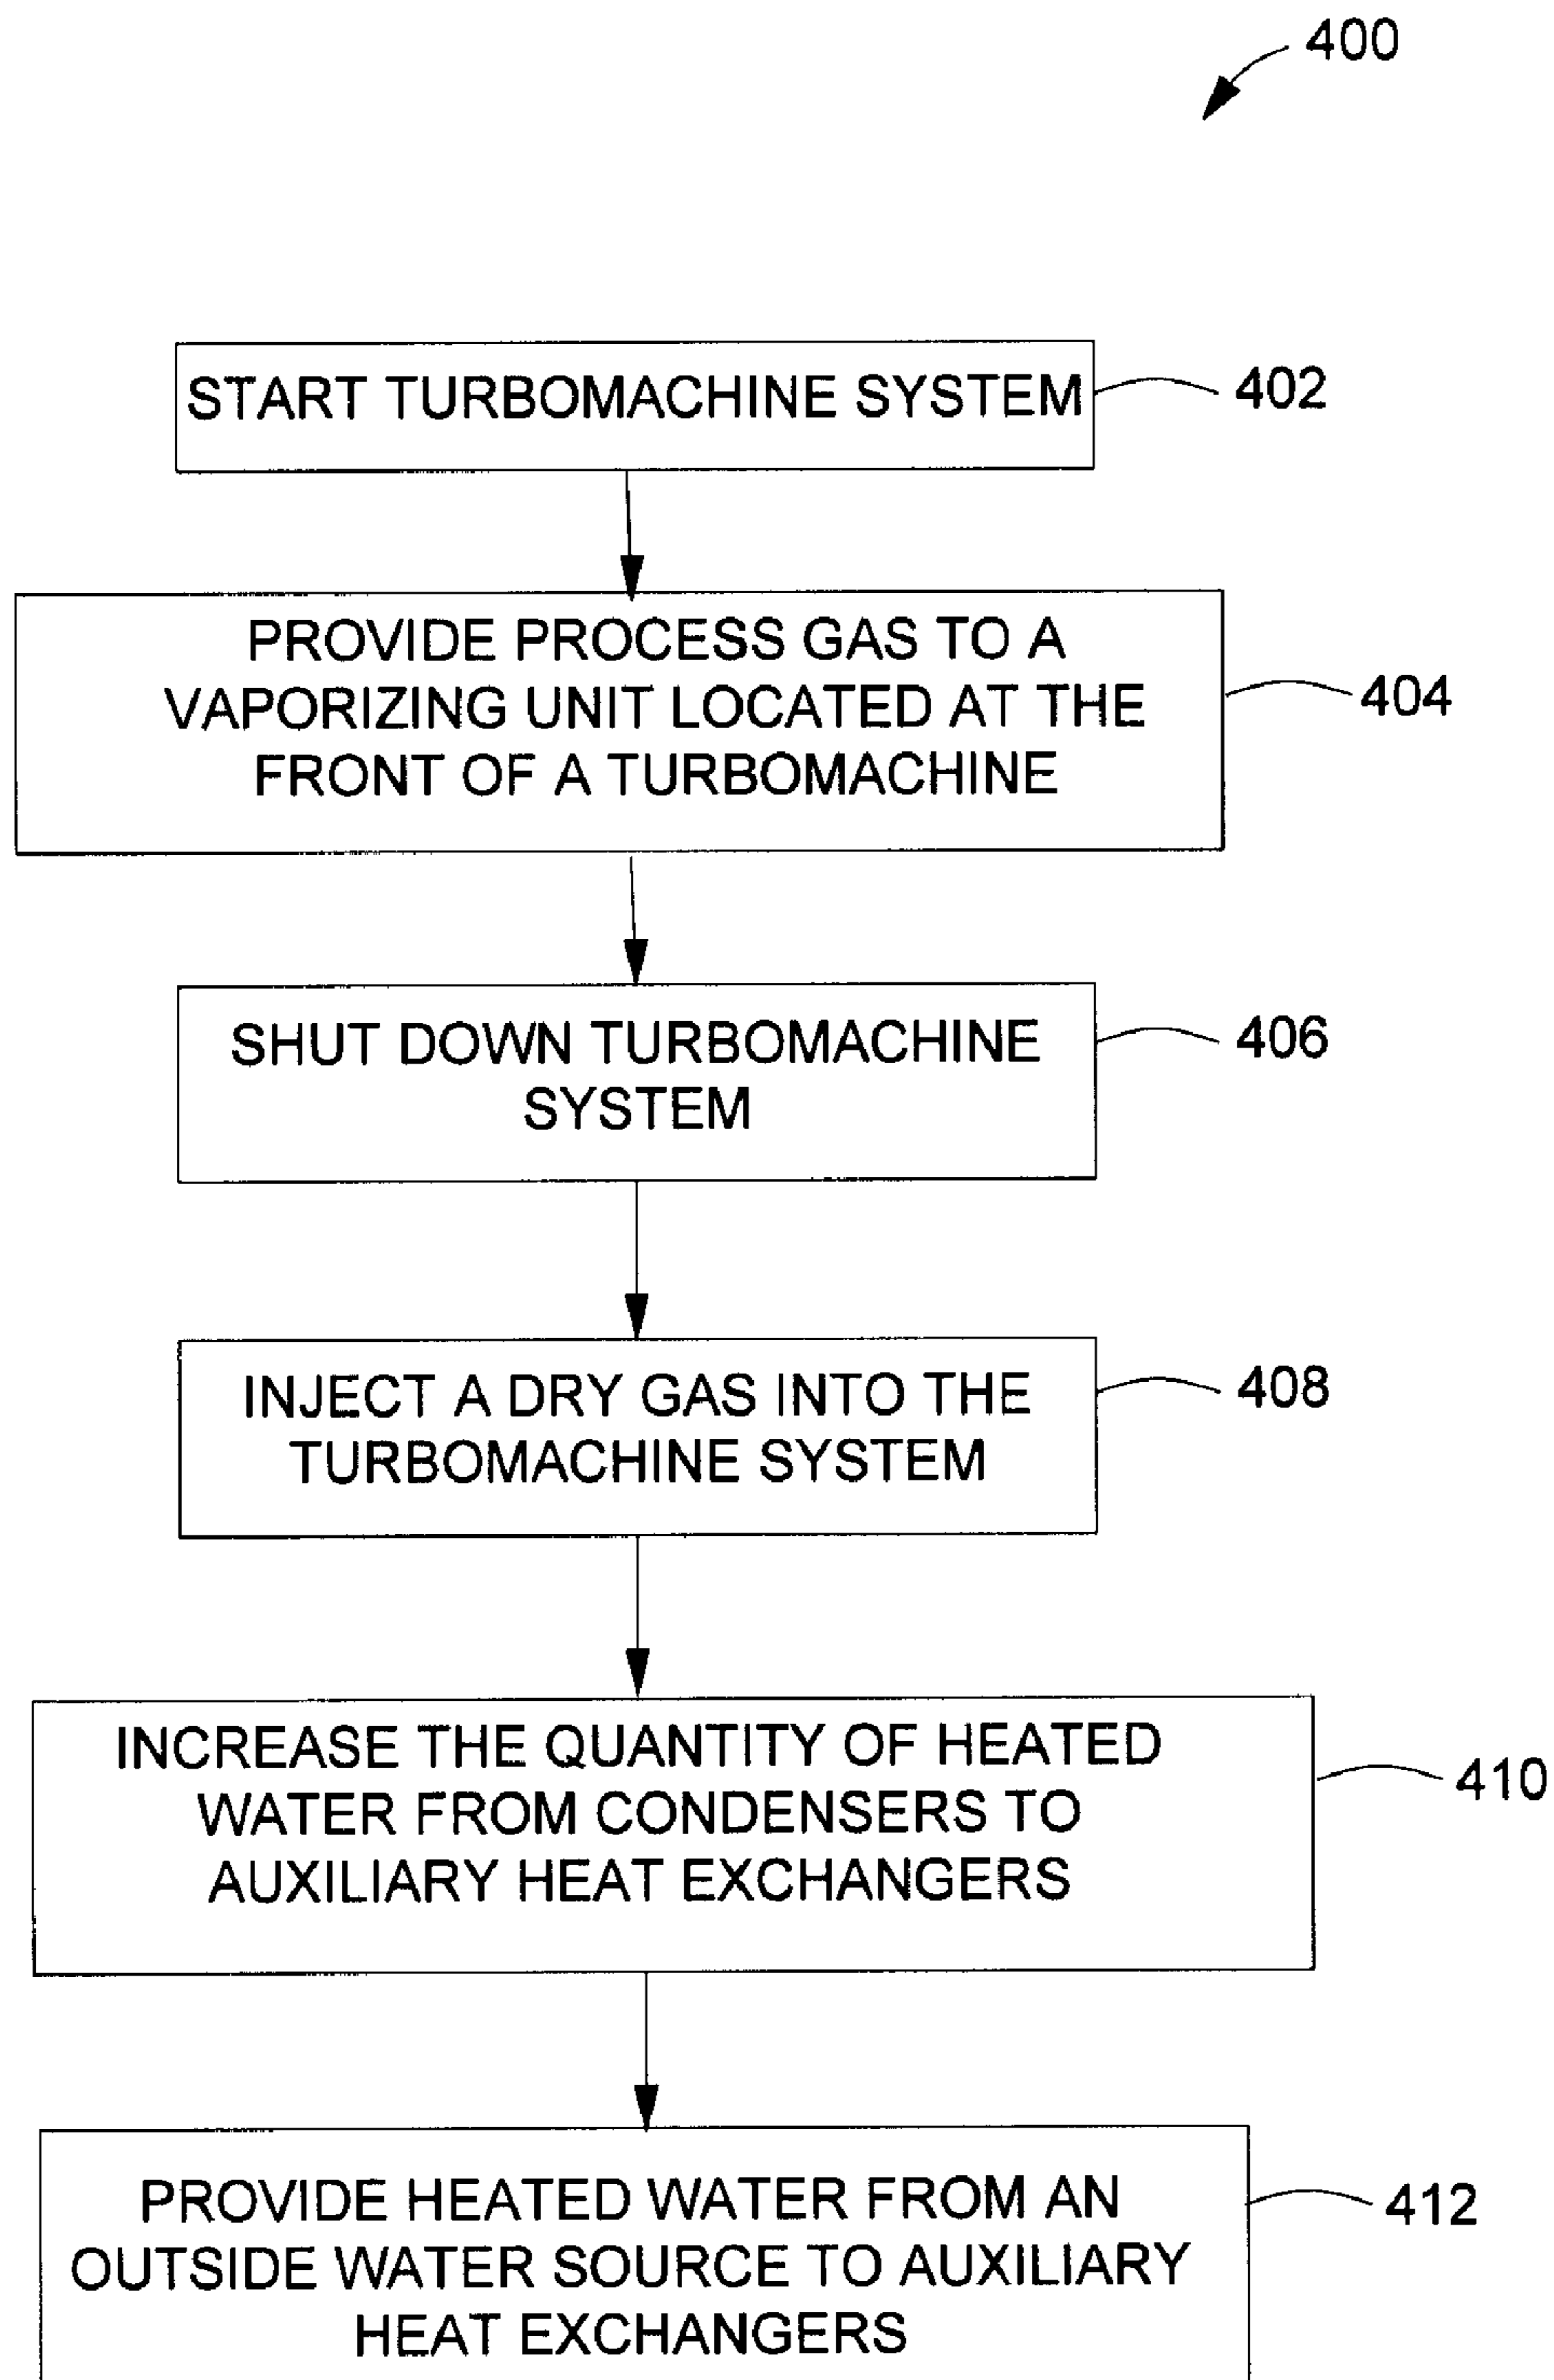 400
START TURBOMACHINE SYSTEM
402
PROVIDE PROCESS GAS TO A
VAPORIZING UNIT LOCATED AT THE
FRONT OF A TURBOMACHINE
404
SHUT DOWN TURBOMACHINE
SYSTEM
406
INJECT A DRY GAS INTO THE
TURBOMACHINE SYSTEM
408
INCREASE THE QUANTITY OF HEATED
WATER FROM CONDENSERS TO
AUXILIARY HEAT EXCHANGERS
410
PROVIDE HEATED WATER FROM AN
OUTSIDE WATER SOURCE TO AUXILIARY
HEAT EXCHANGERS
412